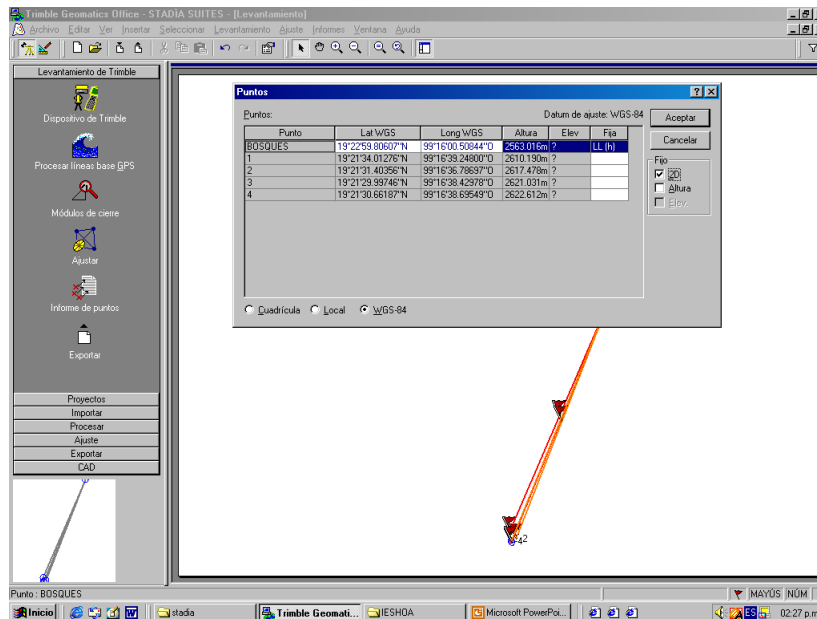 Trimble Geomatics Office - STADÍA SUITES - [Levantamiento]
Archivo Editar Ver Insertar Seleccionar Levantamiento Ajuste Informes Ventana Ayuda
Levantamiento de Trimble
Dispositivo de Trimble
Procesar líneas base GPS
Módulos de cierre
Ajustar
Informe de puntos
Exportar
Proyectos
Importar
Procesar
Ajuste
Exportar
CAD
Puntos
Puntos: Datum de ajuste: WGS-84
Punto Lat WGS Long WGS Altura Elev Fija
BOSQUES 19°22'59.80607"N 99°16'00.50844"O 2563.016m ? LL (h)
1 19°21'34.01276"N 99°16'39.24800"O 2610.190m ?
2 19°21'31.40356"N 99°16'36.78697"O 2617.478m ?
3 19°21'29.99746"N 99°16'38.42978"O 2621.031m ?
4 19°21'30.66187"N 99°16'38.69549"O 2622.612m ?
Cuadrícula Local WGS-84
Aceptar
Cancelar
Fijo
2D
Altura
Elev.
42
Punto : BOSQUES MAYÚS NÚM
Inicio stadia Trimble Geomati... IESHOA Microsoft PowerPoi... ES 02:27 p.m